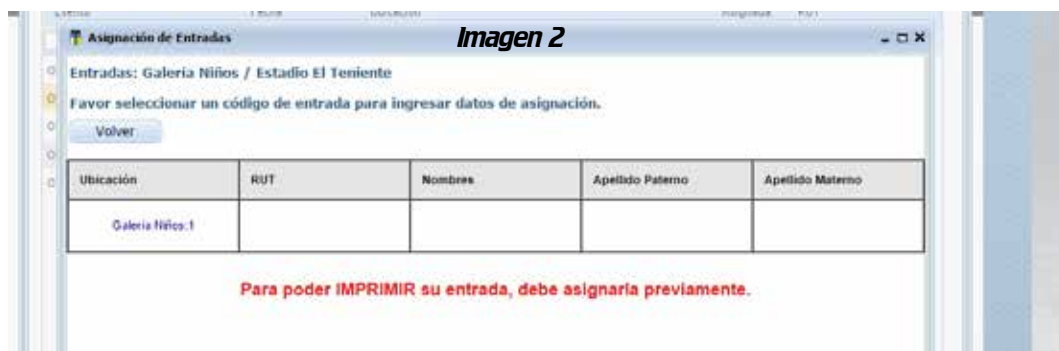 Asignación de Entradas
Imagen 2
Entradas: Galería Niños / Estadio El Teniente
Favor seleccionar un código de entrada para ingresar datos de asignación.
Volver
Ubicación RUT Nombres Apellido Paterno Apellido Materno
Galería Niños:1
Para poder IMPRIMIR su entrada, debe asignarla previamente.